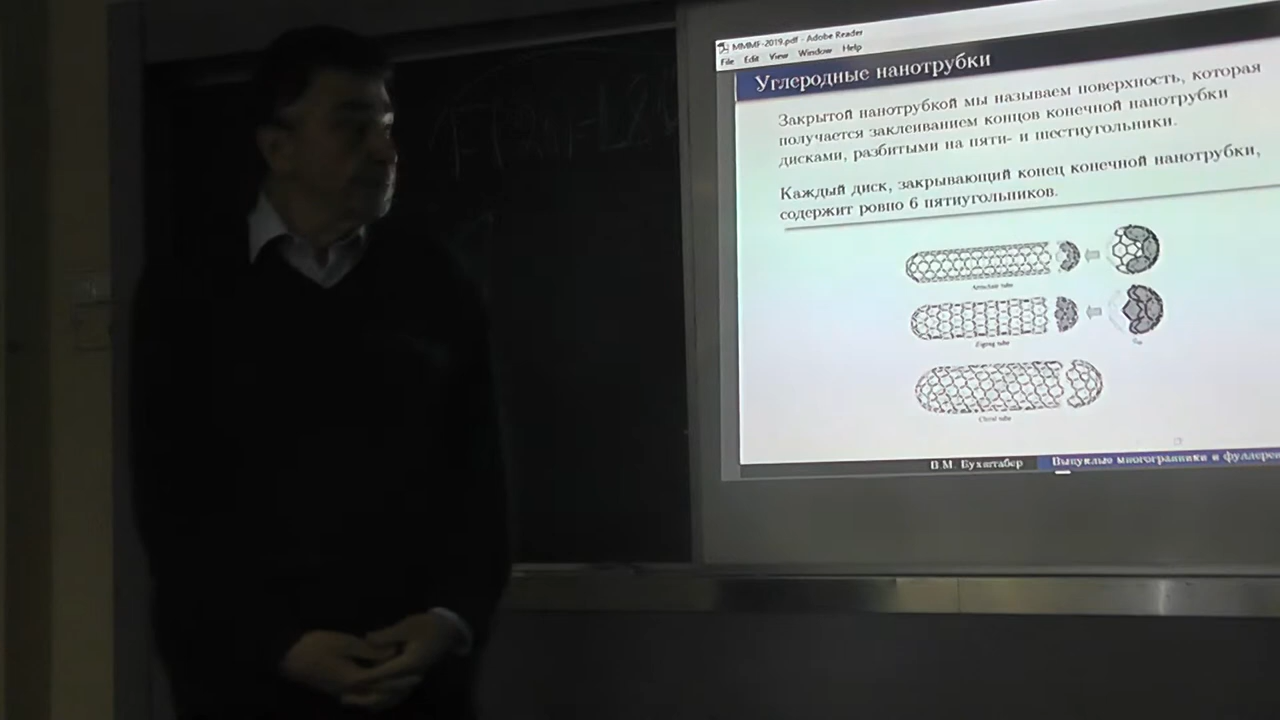 MMMF-2019.pdf - Adobe Reader
File Edit View Window Help
Углеродные нанотрубки
Закрытой нанотрубкой мы называем поверхность, которая
получается заклеиванием концов конечной нанотрубки
дисками, разбитыми на пяти- и шестиугольники.
Каждый диск, закрывающий конец конечной нанотрубки,
содержит ровно 6 пятиугольников.
Armchair tube
Zigzag tube
Chiral tube
В.М. Бухштабер
Выпуклые многогранники и фуллерен